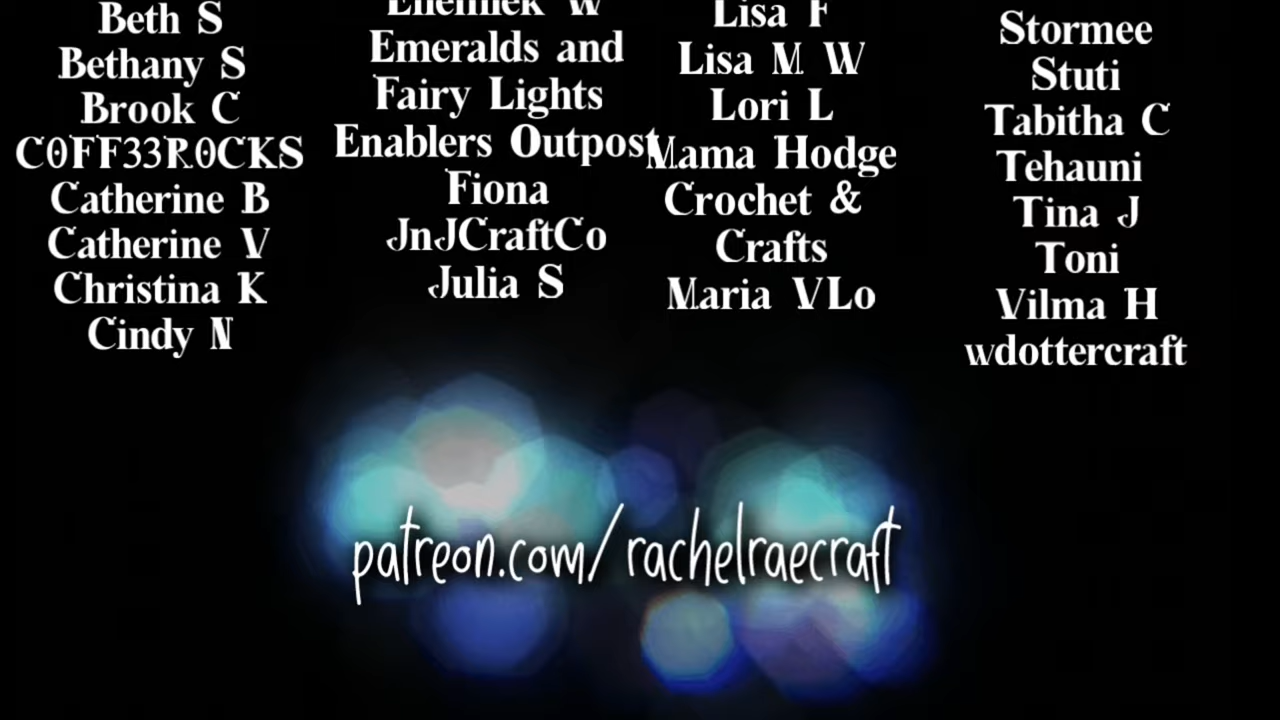 Beth S
Bethany S
Brook C
C0FF33R0CKS
Catherine B
Catherine V
Christina K
Cindy N
W
Emeralds and
Fairy Lights
Enablers Outpost
Fiona
JnJCraftCo
Julia S
Lisa F
Lisa M W
Lori L
Mama Hodge
Crochet &
Crafts
Maria VLo
Stormee
Stuti
Tabitha C
Tehauni
Tina J
Toni
Vilma H
wdottercraft
patreon.com/rachelraecraft